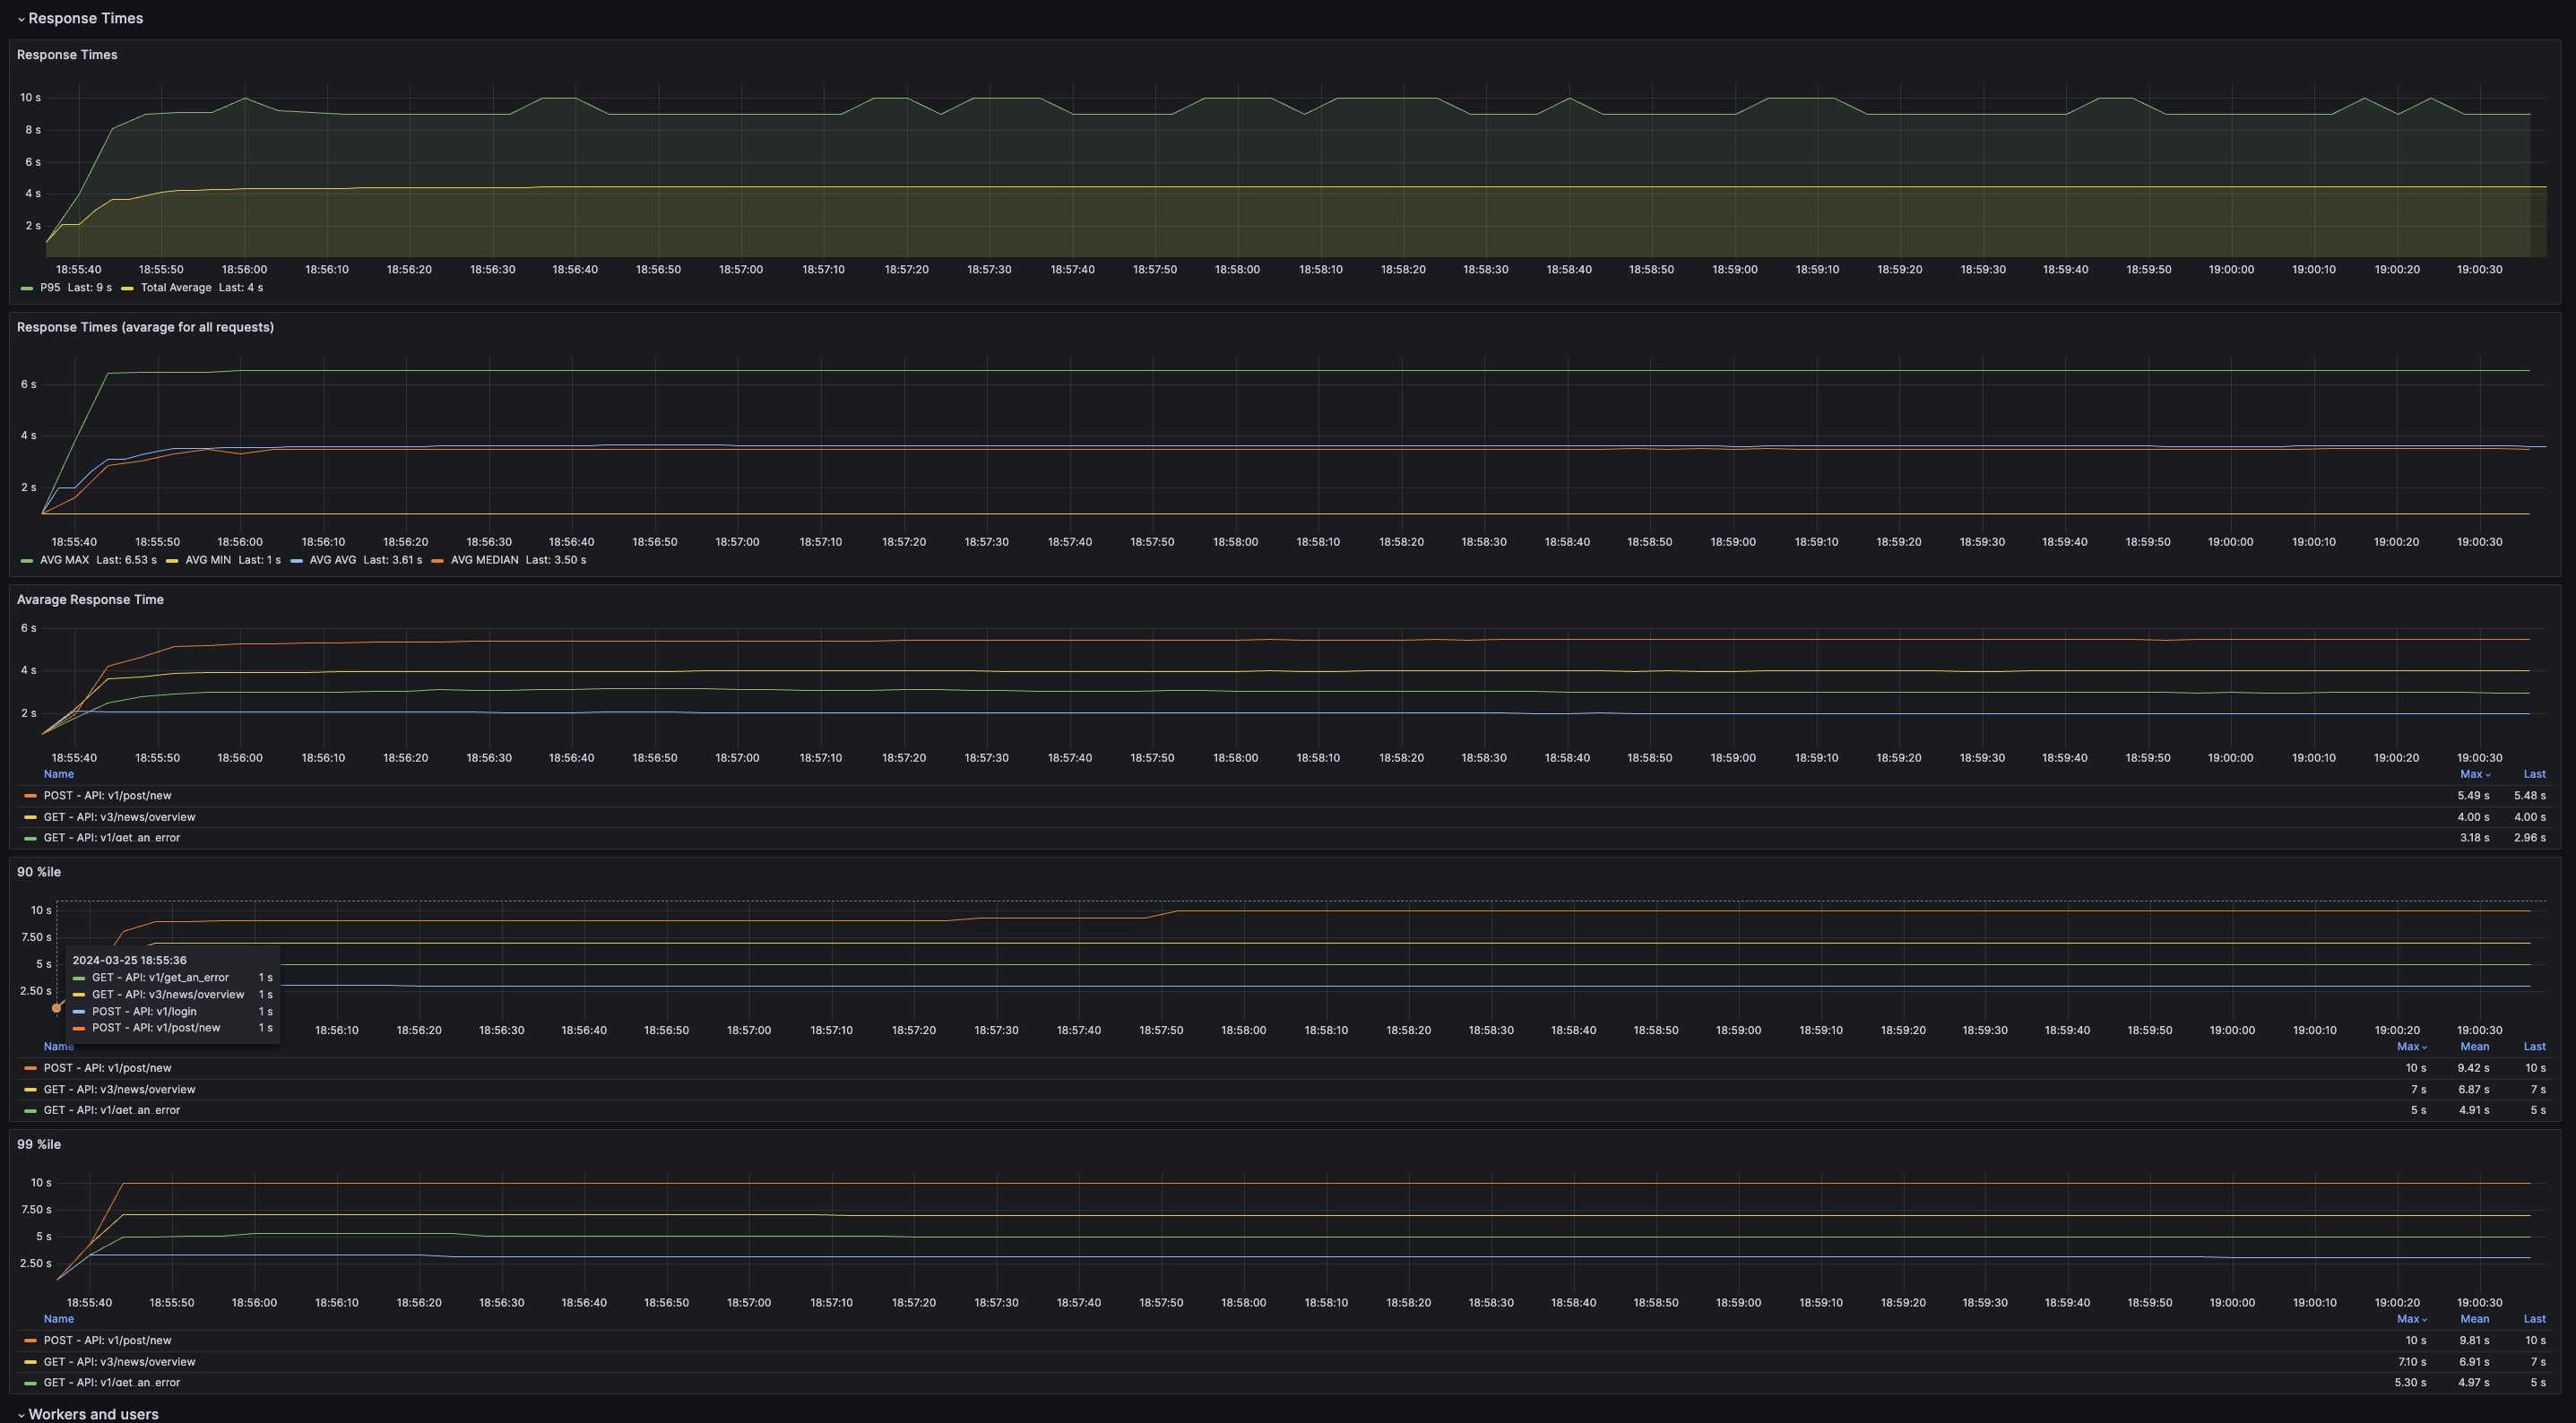 Response Times
Response Times
10 s
8 s
6 s
4 s
2 s
18:55:40 18:55:50 18:56:00 18:56:10 18:56:20 18:56:30 18:56:40 18:56:50 18:57:00 18:57:10 18:57:20 18:57:30 18:57:40 18:57:50 18:58:00 18:58:10 18:58:20 18:58:30 18:58:40 18:58:50 18:59:00 18:59:10 18:59:20 18:59:30 18:59:40 18:59:50 19:00:00 19:00:10 19:00:20 19:00:30
P95 Last: 9 s Total Average Last: 4 s
Response Times (avarage for all requests)
6 s
4 s
2 s
18:55:40 18:55:50 18:56:00 18:56:10 18:56:20 18:56:30 18:56:40 18:56:50 18:57:00 18:57:10 18:57:20 18:57:30 18:57:40 18:57:50 18:58:00 18:58:10 18:58:20 18:58:30 18:58:40 18:58:50 18:59:00 18:59:10 18:59:20 18:59:30 18:59:40 18:59:50 19:00:00 19:00:10 19:00:20 19:00:30
AVG MAX Last: 6.53 s AVG MIN Last: 1 s AVG AVG Last: 3.61 s AVG MEDIAN Last: 3.50 s
Avarage Response Time
6 s
4 s
2 s
18:55:40 18:55:50 18:56:00 18:56:10 18:56:20 18:56:30 18:56:40 18:56:50 18:57:00 18:57:10 18:57:20 18:57:30 18:57:40 18:57:50 18:58:00 18:58:10 18:58:20 18:58:30 18:58:40 18:58:50 18:59:00 18:59:10 18:59:20 18:59:30 18:59:40 18:59:50 19:00:00 19:00:10 19:00:20 19:00:30
Name Max Last
POST - API: v1/post/new 5.49 s 5.48 s
GET - API: v3/news/overview 4.00 s 4.00 s
GET - API: v1/get_an_error 3.18 s 2.96 s
90 %ile
10 s
7.50 s
5 s
2.50 s
2024-03-25 18:55:36
GET - API: v1/get_an_error 1 s
GET - API: v3/news/overview 1 s
POST - API: v1/login 1 s
POST - API: v1/post/new 1 s
18:56:10 18:56:20 18:56:30 18:56:40 18:56:50 18:57:00 18:57:10 18:57:20 18:57:30 18:57:40 18:57:50 18:58:00 18:58:10 18:58:20 18:58:30 18:58:40 18:58:50 18:59:00 18:59:10 18:59:20 18:59:30 18:59:40 18:59:50 19:00:00 19:00:10 19:00:20 19:00:30
Name Max Mean Last
POST - API: v1/post/new 10 s 9.42 s 10 s
GET - API: v3/news/overview 7 s 6.87 s 7 s
GET - API: v1/get_an_error 5 s 4.91 s 5 s
99 %ile
10 s
7.50 s
5 s
2.50 s
18:55:40 18:55:50 18:56:00 18:56:10 18:56:20 18:56:30 18:56:40 18:56:50 18:57:00 18:57:10 18:57:20 18:57:30 18:57:40 18:57:50 18:58:00 18:58:10 18:58:20 18:58:30 18:58:40 18:58:50 18:59:00 18:59:10 18:59:20 18:59:30 18:59:40 18:59:50 19:00:00 19:00:10 19:00:20 19:00:30
Name Max Mean Last
POST - API: v1/post/new 10 s 9.81 s 10 s
GET - API: v3/news/overview 7.10 s 6.91 s 7 s
GET - API: v1/get_an_error 5.30 s 4.97 s 5 s
Workers and users